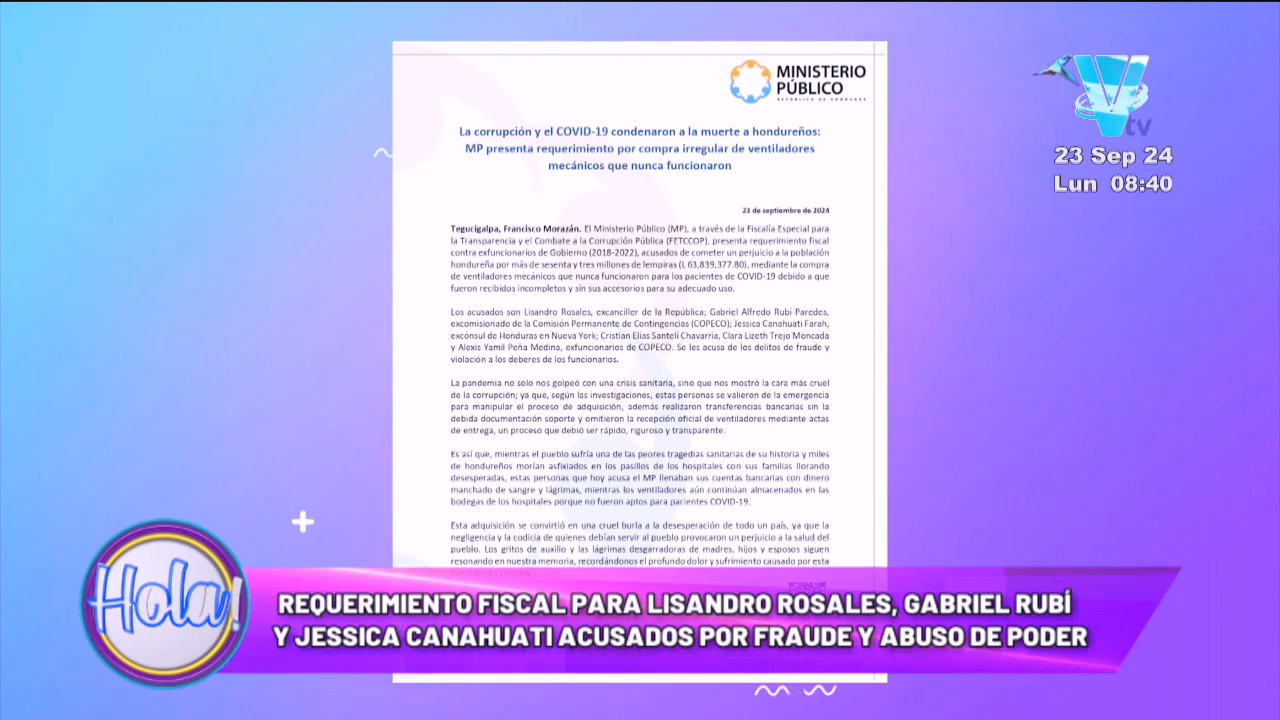 MINISTERIO
PÚBLICO
REPÚBLICA DE HONDURAS
Vtv
23 Sep 24
Lun 08:40
La corrupción y el COVID-19 condenaron a la muerte a hondureños:
MP presenta requerimiento por compra irregular de ventiladores
mecánicos que nunca funcionaron
23 de septiembre de 2024
Tegucigalpa, Francisco Morazán. El Ministerio Público (MP), a través de la Fiscalía Especial para
la Transparencia y el Combate a la Corrupción Pública (FETCCOP), presenta requerimiento fiscal
contra exfuncionarios de Gobierno (2018-2022), acusados de cometer un perjuicio a la población
hondureña por más de sesenta y tres millones de lempiras (L 63,839,377.80), mediante la compra
de ventiladores mecánicos que nunca funcionaron para los pacientes de COVID-19 debido a que
fueron recibidos incompletos y sin sus accesorios para su adecuado uso.
Los acusados son Lisandro Rosales, excanciller de la República; Gabriel Alfredo Rubí Paredes,
excomisionado de la Comisión Permanente de Contingencias (COPECO); Jessica Canahuati Farah,
excónsul de Honduras en Nueva York; Cristian Elías Santeli Chavarría, Clara Lizeth Trejo Moncada
y Alexis Yamil Peña Medina, exfuncionarios de COPECO. Se les acusa de los delitos de fraude y
violación a los deberes de los funcionarios.
La pandemia no solo nos golpeó con una crisis sanitaria, sino que nos mostró la cara más cruel
de la corrupción; ya que, según las investigaciones, estas personas se valieron de la emergencia
para manipular el proceso de adquisición, además realizaron transferencias bancarias sin la
debida documentación soporte y omitieron la recepción oficial de ventiladores mediante actas
de entrega, un proceso que debió ser rápido, riguroso y transparente.
Es así que, mientras el pueblo sufría una de las peores tragedias sanitarias de su historia y miles
de hondureños morían asfixiados en los pasillos de los hospitales con sus familias llorando
desesperadas, estas personas que hoy acusa el MP llenaban sus cuentas bancarias con dinero
manchado de sangre y lágrimas, mientras los ventiladores aún continúan almacenados en las
bodegas de los hospitales porque no fueron aptos para pacientes COVID-19.
Esta adquisición se convirtió en una cruel burla a la desesperación de todo un país, ya que la
negligencia y la codicia de quienes debían servir al pueblo provocaron un perjuicio a la salud del
pueblo. Los gritos de auxilio y las lágrimas desgarradoras de madres, hijos y esposos siguen
resonando en nuestra memoria, recordándonos el profundo dolor y sufrimiento causado por esta
Hola!
REQUERIMIENTO FISCAL PARA LISANDRO ROSALES, GABRIEL RUBÍ
Y JESSICA CANAHUATI ACUSADOS POR FRAUDE Y ABUSO DE PODER